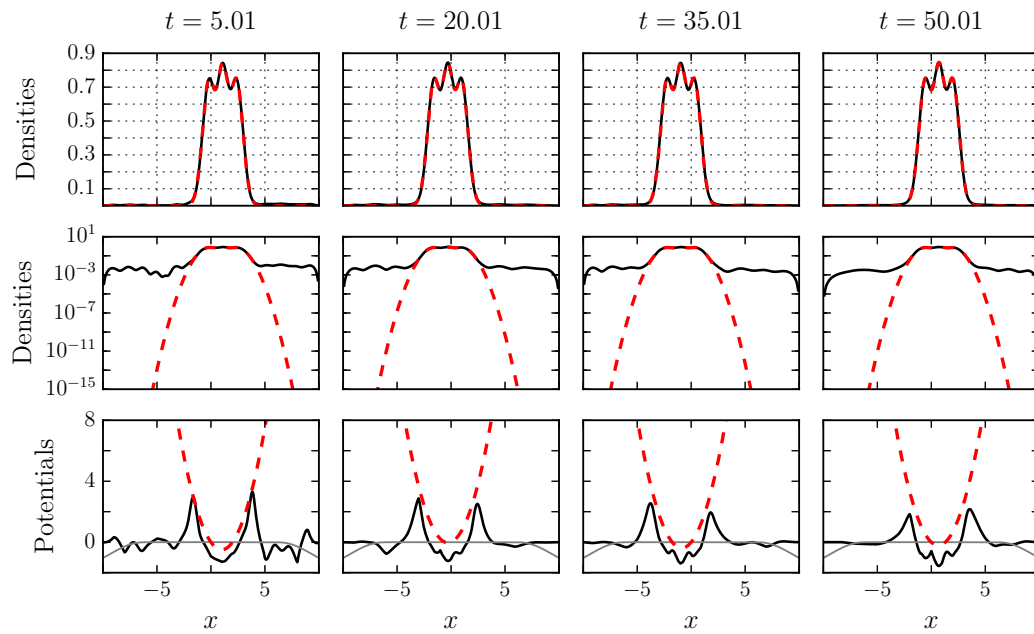 t = 5.01
t = 20.01
t = 35.01
t = 50.01
Densities
0.9
0.7
0.5
0.3
0.1
Densities
10¹
10⁻³
10⁻⁷
10⁻¹¹
10⁻¹⁵
Potentials
8
4
0
−5 5
−5 5
−5 5
−5 5
x
x
x
x